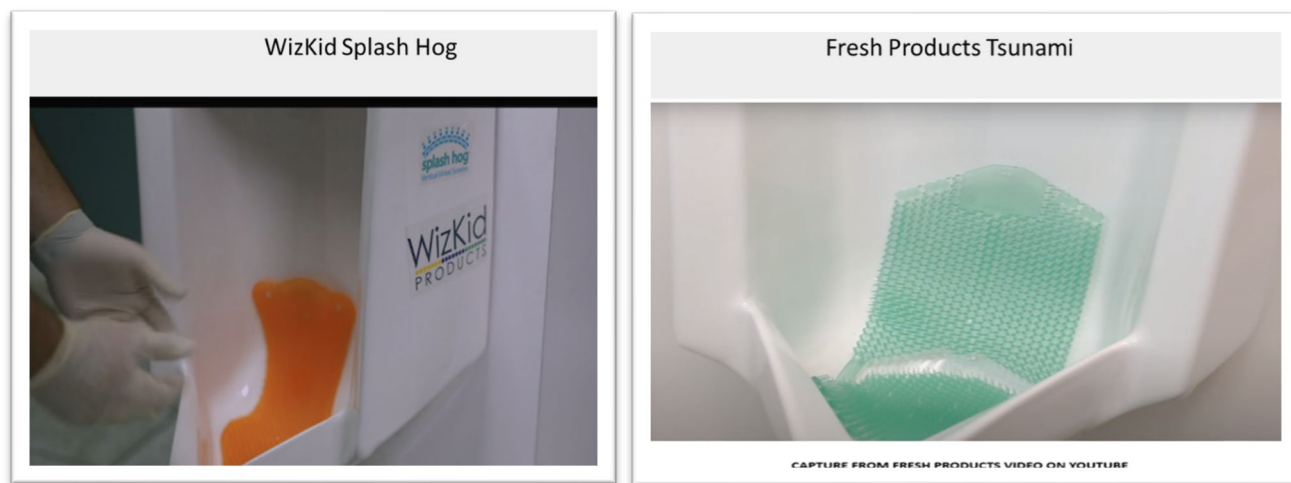 WizKid Splash Hog
splash hog
WizKid
PRODUCTS
Fresh Products Tsunami
CAPTURE FROM FRESH PRODUCTS VIDEO ON YOUTUBE